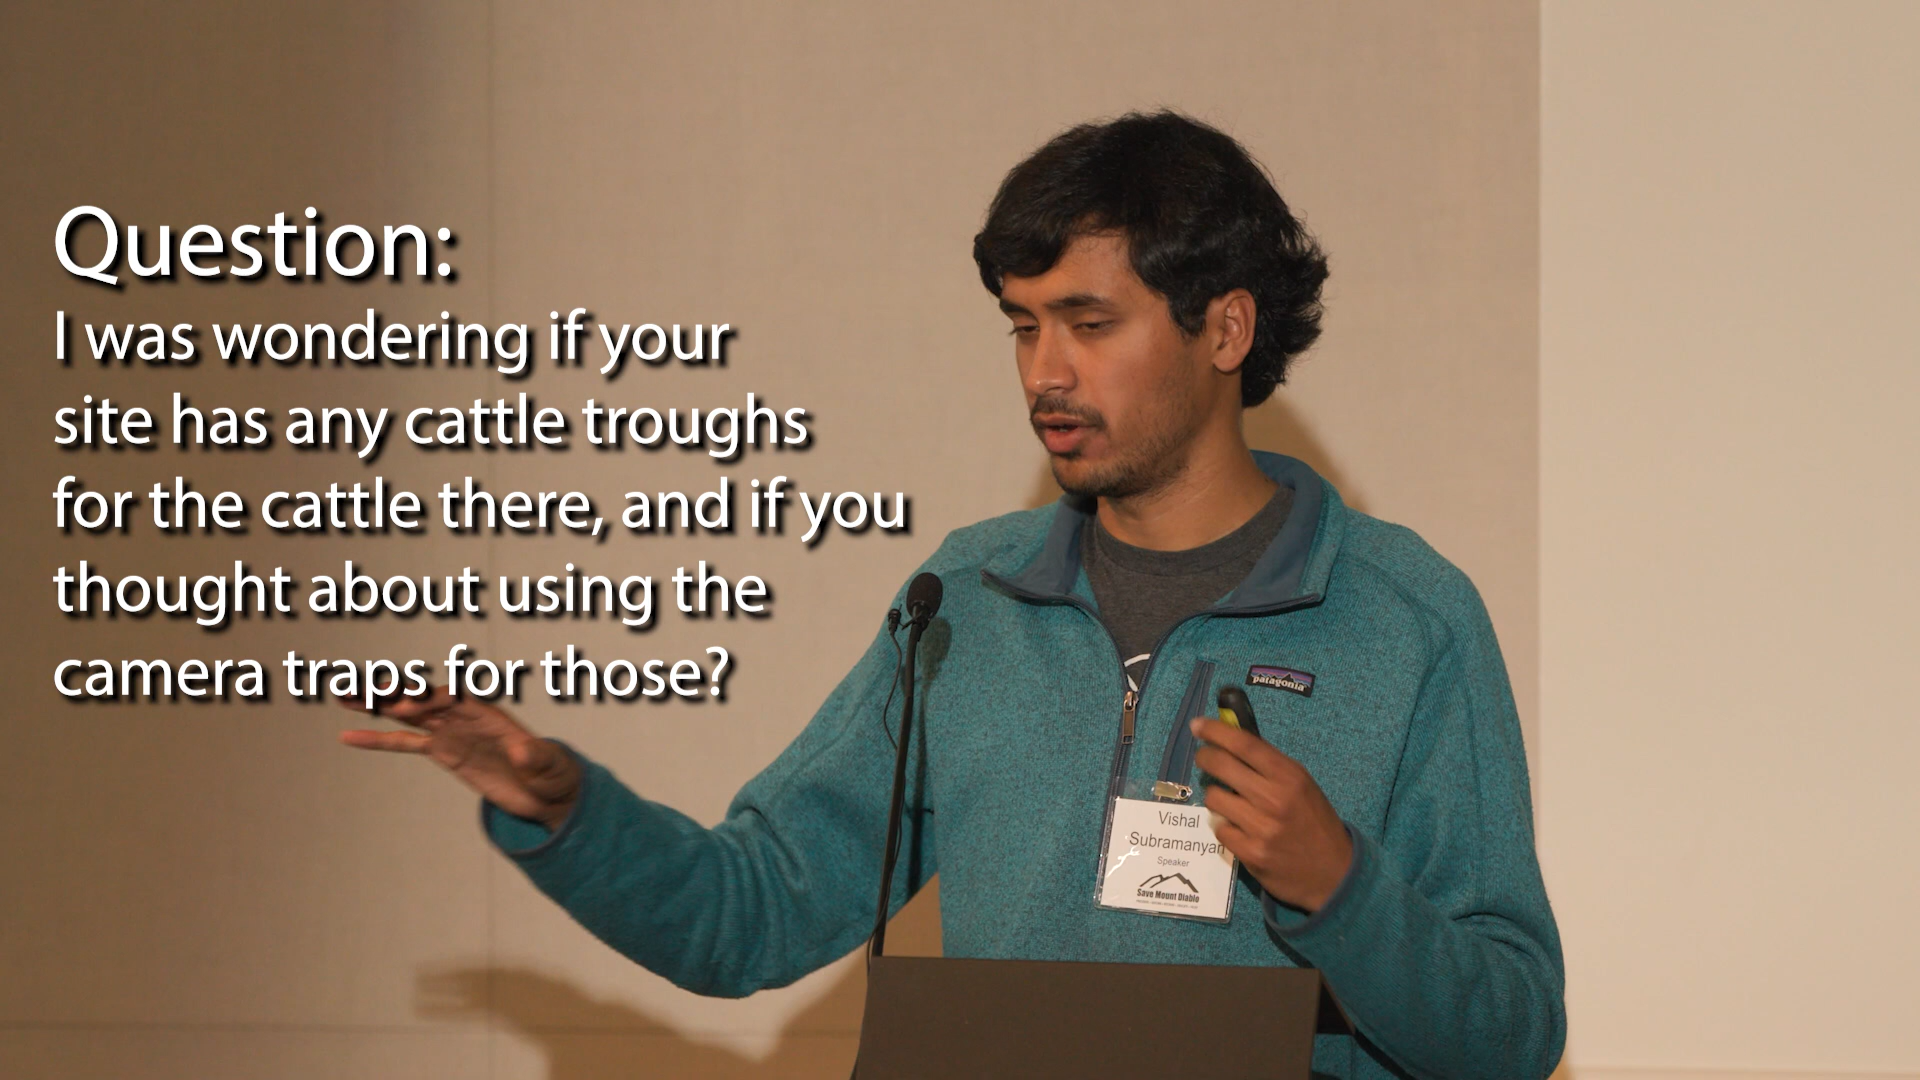 Question:
I was wondering if your
site has any cattle troughs
for the cattle there, and if you
thought about using the
camera traps for those?
patagonia
Vishal
Subramanyan
Speaker
Save Mount Diablo